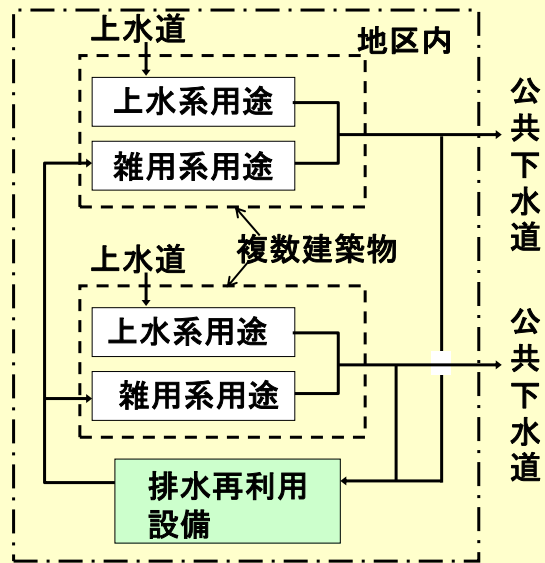 上水道
地区内
上水系用途
雑用系用途
公共下水道
複数建築物
上水道
上水系用途
雑用系用途
公共下水道
排水再利用
設備